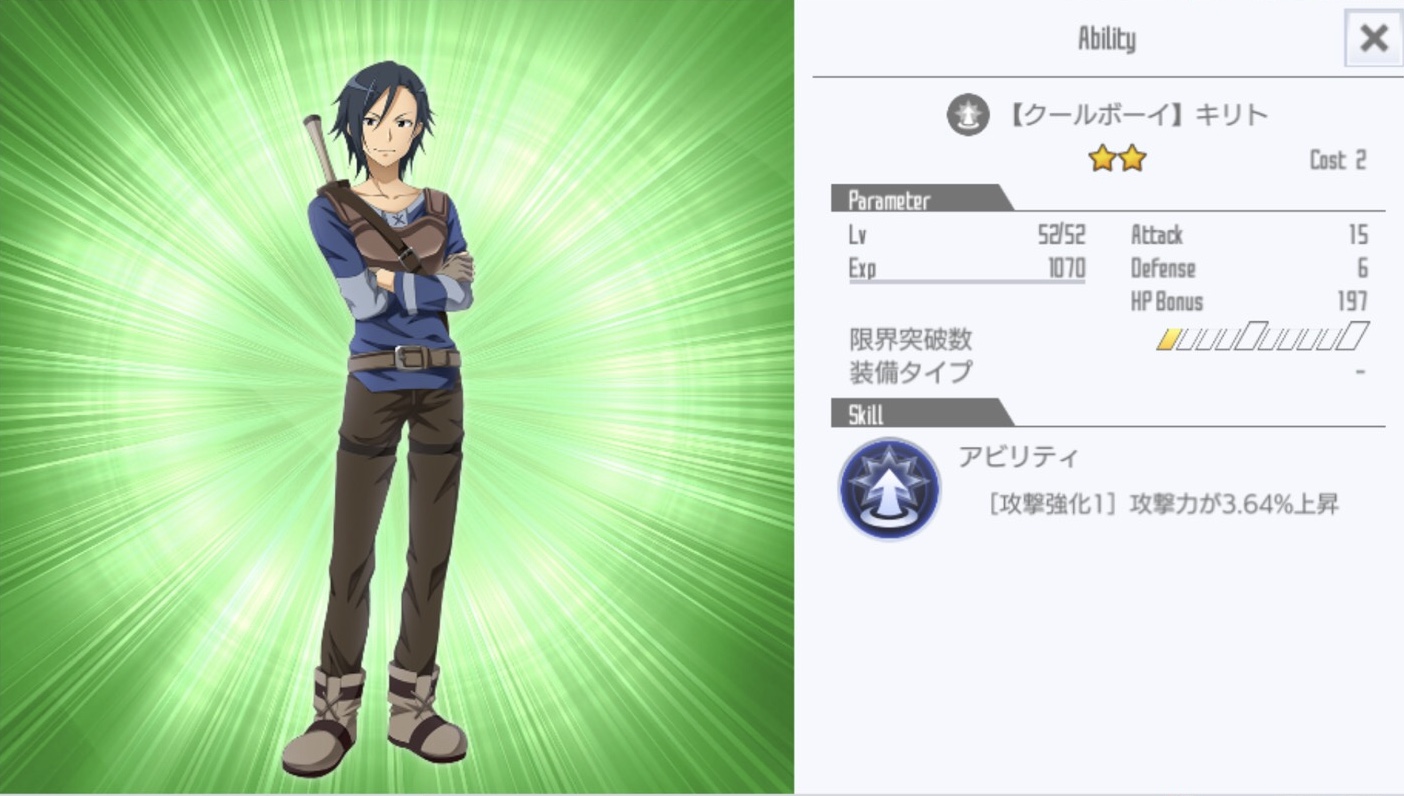 Ability
【クールボーイ】キリト
Cost 2
Parameter
Lv 52/52 Attack 15
Exp 1070 Defense 6
HP Bonus 197
限界突破数
装備タイプ -
Skill
アビリティ
［攻撃強化1］攻撃力が3.64%上昇